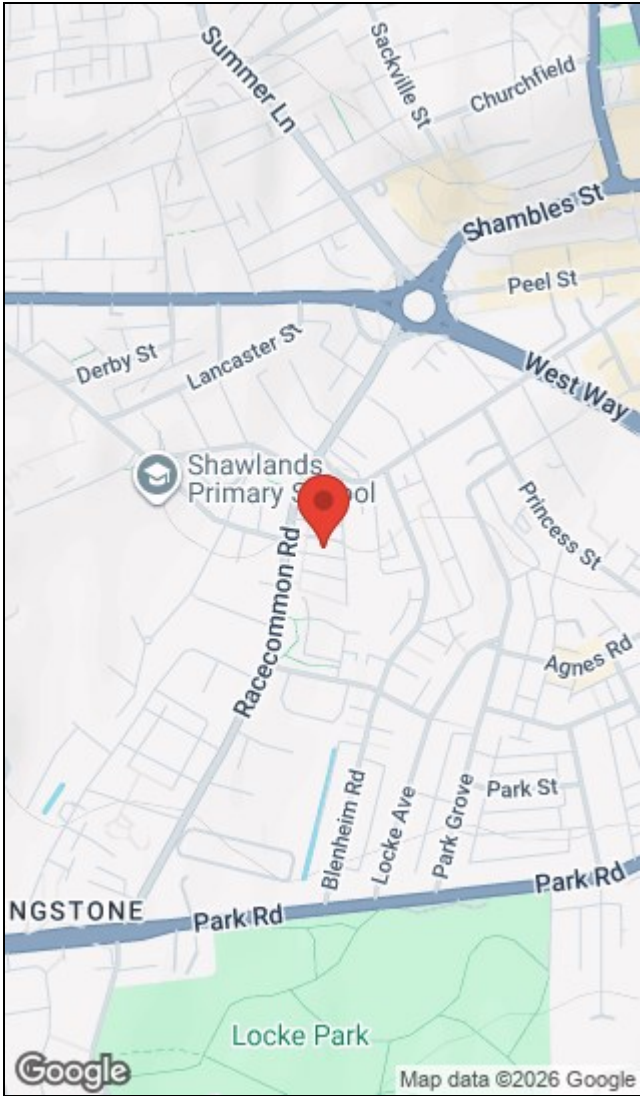 Summer Ln
Sackville St
Churchfield
Shambles St
Peel St
Derby St
Lancaster St
West Way
Shawlands
Primary School
Princess St
Racecommon Rd
Agnes Rd
Park St
Blenheim Rd
Locke Ave
Park Grove
NGSTONE
Park Rd
Park Rd
Locke Park
Google
Map data ©2026 Google